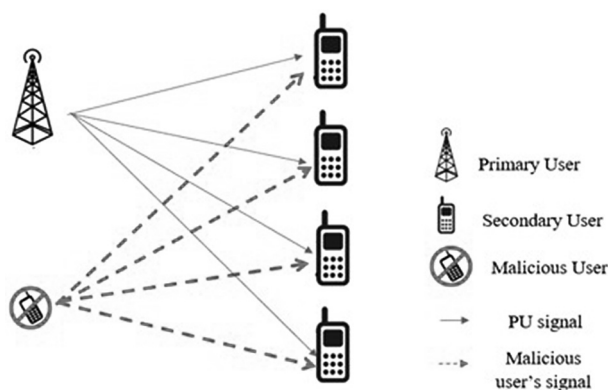 Primary User
Secondary User
Malicious User
PU signal
Malicious
user's signal